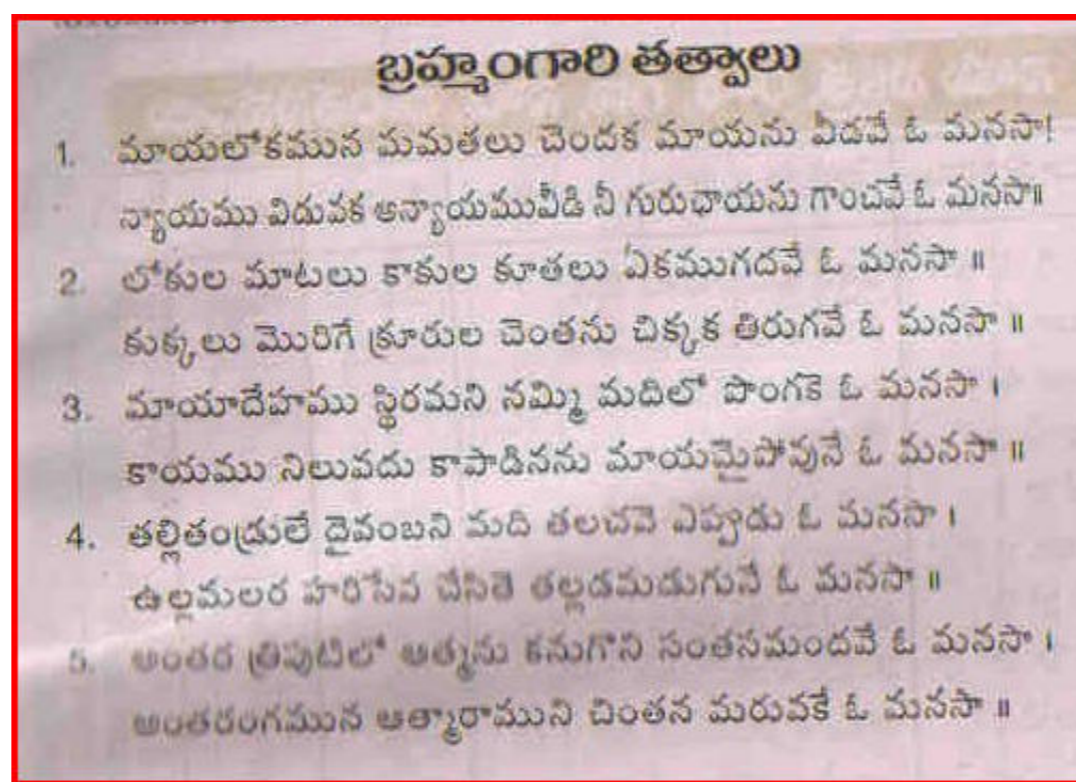 బ్రహ్మంగారి తత్వాలు
1. మాయలోకమున మమతలు చెందక మాయను వీడవే ఓ మనసా!
న్యాయము విడువక అన్యాయమువీడి నీ గురుఛాయను గాంచవే ఓ మనసా॥
2. లోకుల మాటలు కాకుల కూతలు ఏకముగదవే ఓ మనసా ॥
కుక్కలు మొరిగే క్రూరుల చెంతను చిక్కక తిరుగవే ఓ మనసా ॥
3. మాయాదేహము స్థిరమని నమ్మి మదిలో పొంగకె ఓ మనసా ।
కాయము నిలువదు కాపాడినను మాయమైపోవునే ఓ మనసా ॥
4. తల్లితండ్రులే దైవంబని మది తలచవె ఎప్పుడు ఓ మనసా ।
ఉల్లమలర హరిసేవ చేసితె తల్లడమడుగునే ఓ మనసా ॥
5. అంతర త్రిపుటిలో ఆత్మను కనుగొని సంతసమందవే ఓ మనసా ।
అంతరంగమున ఆత్మారాముని చింతన మరువకే ఓ మనసా ॥